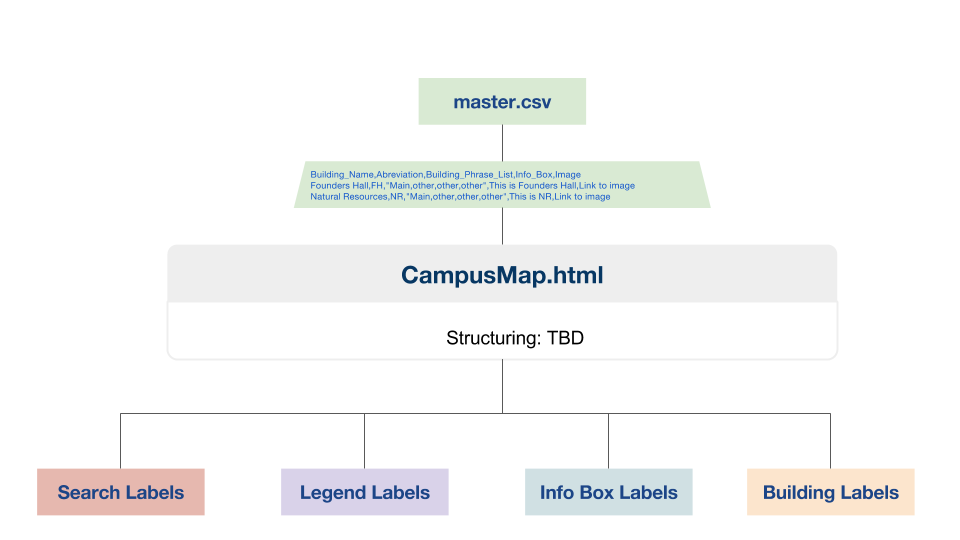 master.csv
Building_Name,Abreviation,Building_Phrase_List,Info_Box,Image
Founders Hall,FH,"Main,other,other,other",This is Founders Hall,Link to image
Natural Resources,NR,"Main,other,other,other",This is NR,Link to image
CampusMap.html
Structuring: TBD
Search Labels
Legend Labels
Info Box Labels
Building Labels